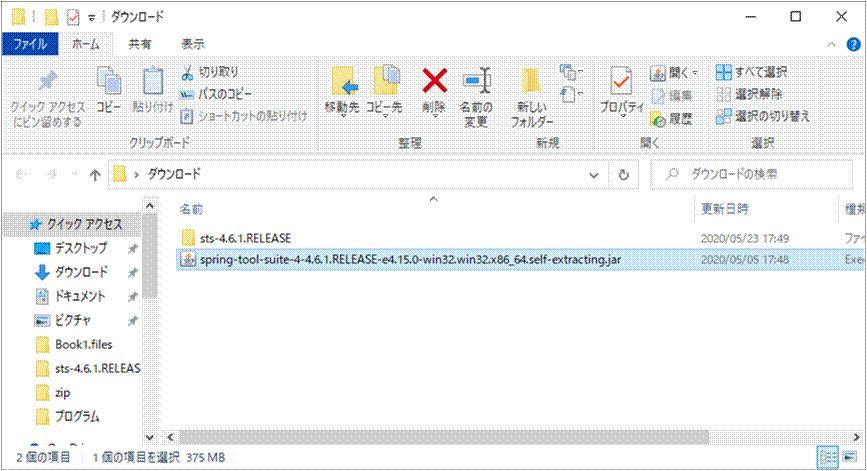 ダウンロード
ファイル ホーム 共有 表示
クイック アクセス
にピン留めする
コピー
貼り付け
切り取り
パスのコピー
ショートカットの貼り付け
クリップボード
移動先
コピー先
削除
名前の
変更
整理
新しい
フォルダー
新規
プロパティ
開く
編集
履歴
開く
すべて選択
選択解除
選択の切り替え
選択
ダウンロード
ダウンロードの検索
クイック アクセス
デスクトップ
ダウンロード
ドキュメント
ピクチャ
Book1.files
sts-4.6.1.RELEAS
zip
プログラム
名前 更新日時 種類
sts-4.6.1.RELEASE 2020/05/23 17:49 ファイ
spring-tool-suite-4-4.6.1.RELEASE-e4.15.0-win32.win32.x86_64.self-extracting.jar 2020/05/05 17:48 Exec
2 個の項目 1 個の項目を選択 375 MB